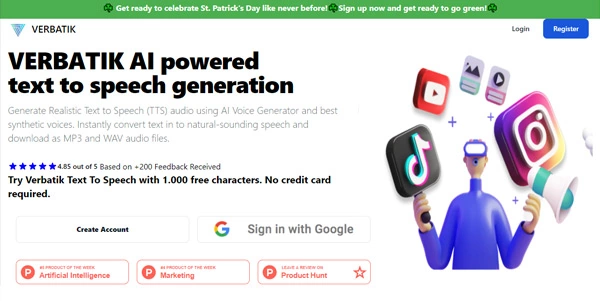 Get ready to celebrate St. Patrick's Day like never before! Sign up now and get ready to go green!
VERBATIK
Login
Register
VERBATIK AI powered
text to speech generation
Generate Realistic Text to Speech (TTS) audio using AI Voice Generator and best
synthetic voices. Instantly convert text in to natural-sounding speech and
download as MP3 and WAV audio files.
4.85 out of 5 Based on +200 Feedback Received
Try Verbatik Text To Speech with 1.000 free characters. No credit card
required.
Create Account
G Sign in with Google
P PRODUCT OF THE WEEK
Artificial Intelligence
P PRODUCT OF THE WEEK
Marketing
P LEAVE A REVIEW ON
Product Hunt